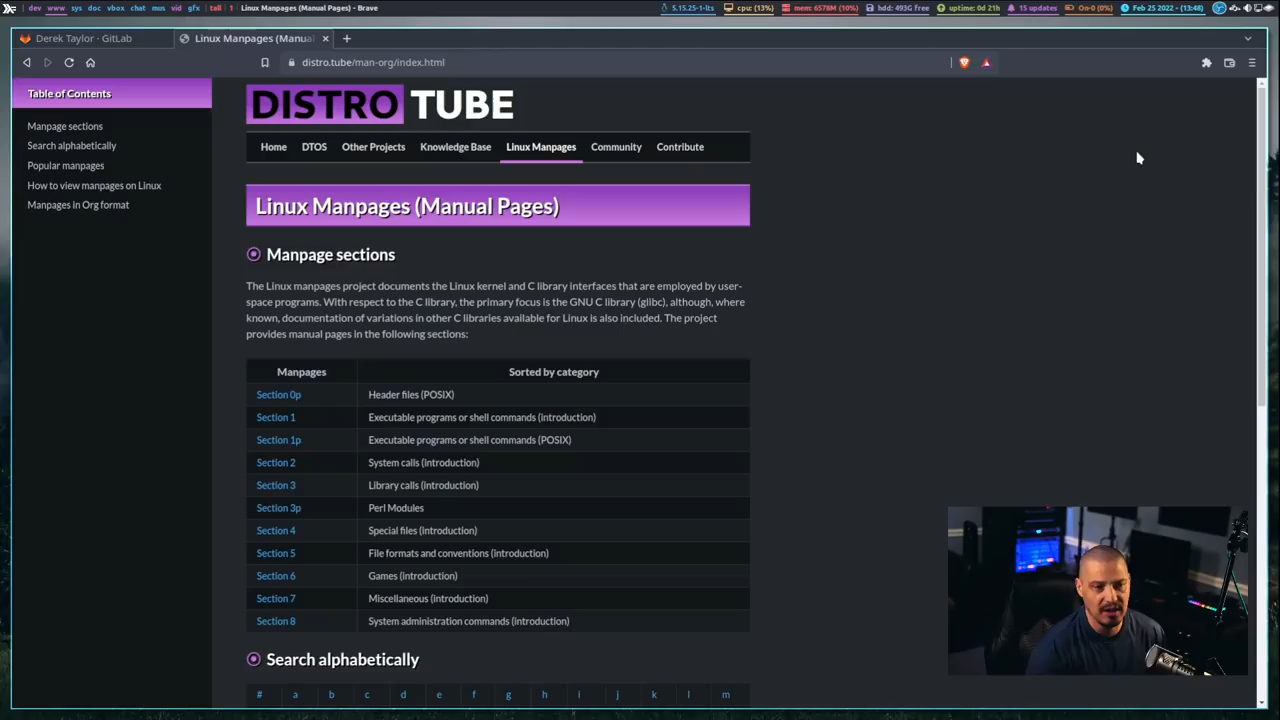 dev www sys doc vbox chat mus vid gfx tall 1 Linux Manpages (Manual Pages) - Brave 5.15.25-1-lts cpu: (13%) mem: 6578M (10%) hdd: 493G free uptime: 0d 21h 15 updates On-0 (0%) Feb 25 2022 - (13:48)
Derek Taylor · GitLab Linux Manpages (Manu
distro.tube/man-org/index.html
Table of Contents
Manpage sections
Search alphabetically
Popular manpages
How to view manpages on Linux
Manpages in Org format
DISTRO TUBE
Home DTOS Other Projects Knowledge Base Linux Manpages Community Contribute
Linux Manpages (Manual Pages)
Manpage sections
The Linux manpages project documents the Linux kernel and C library interfaces that are employed by user-
space programs. With respect to the C library, the primary focus is the GNU C library (glibc), although, where
known, documentation of variations in other C libraries available for Linux is also included. The project
provides manual pages in the following sections:
Manpages Sorted by category
Section 0p Header files (POSIX)
Section 1 Executable programs or shell commands (introduction)
Section 1p Executable programs or shell commands (POSIX)
Section 2 System calls (introduction)
Section 3 Library calls (introduction)
Section 3p Perl Modules
Section 4 Special files (introduction)
Section 5 File formats and conventions (introduction)
Section 6 Games (introduction)
Section 7 Miscellaneous (introduction)
Section 8 System administration commands (introduction)
Search alphabetically
# a b c d e f g h i j k l m